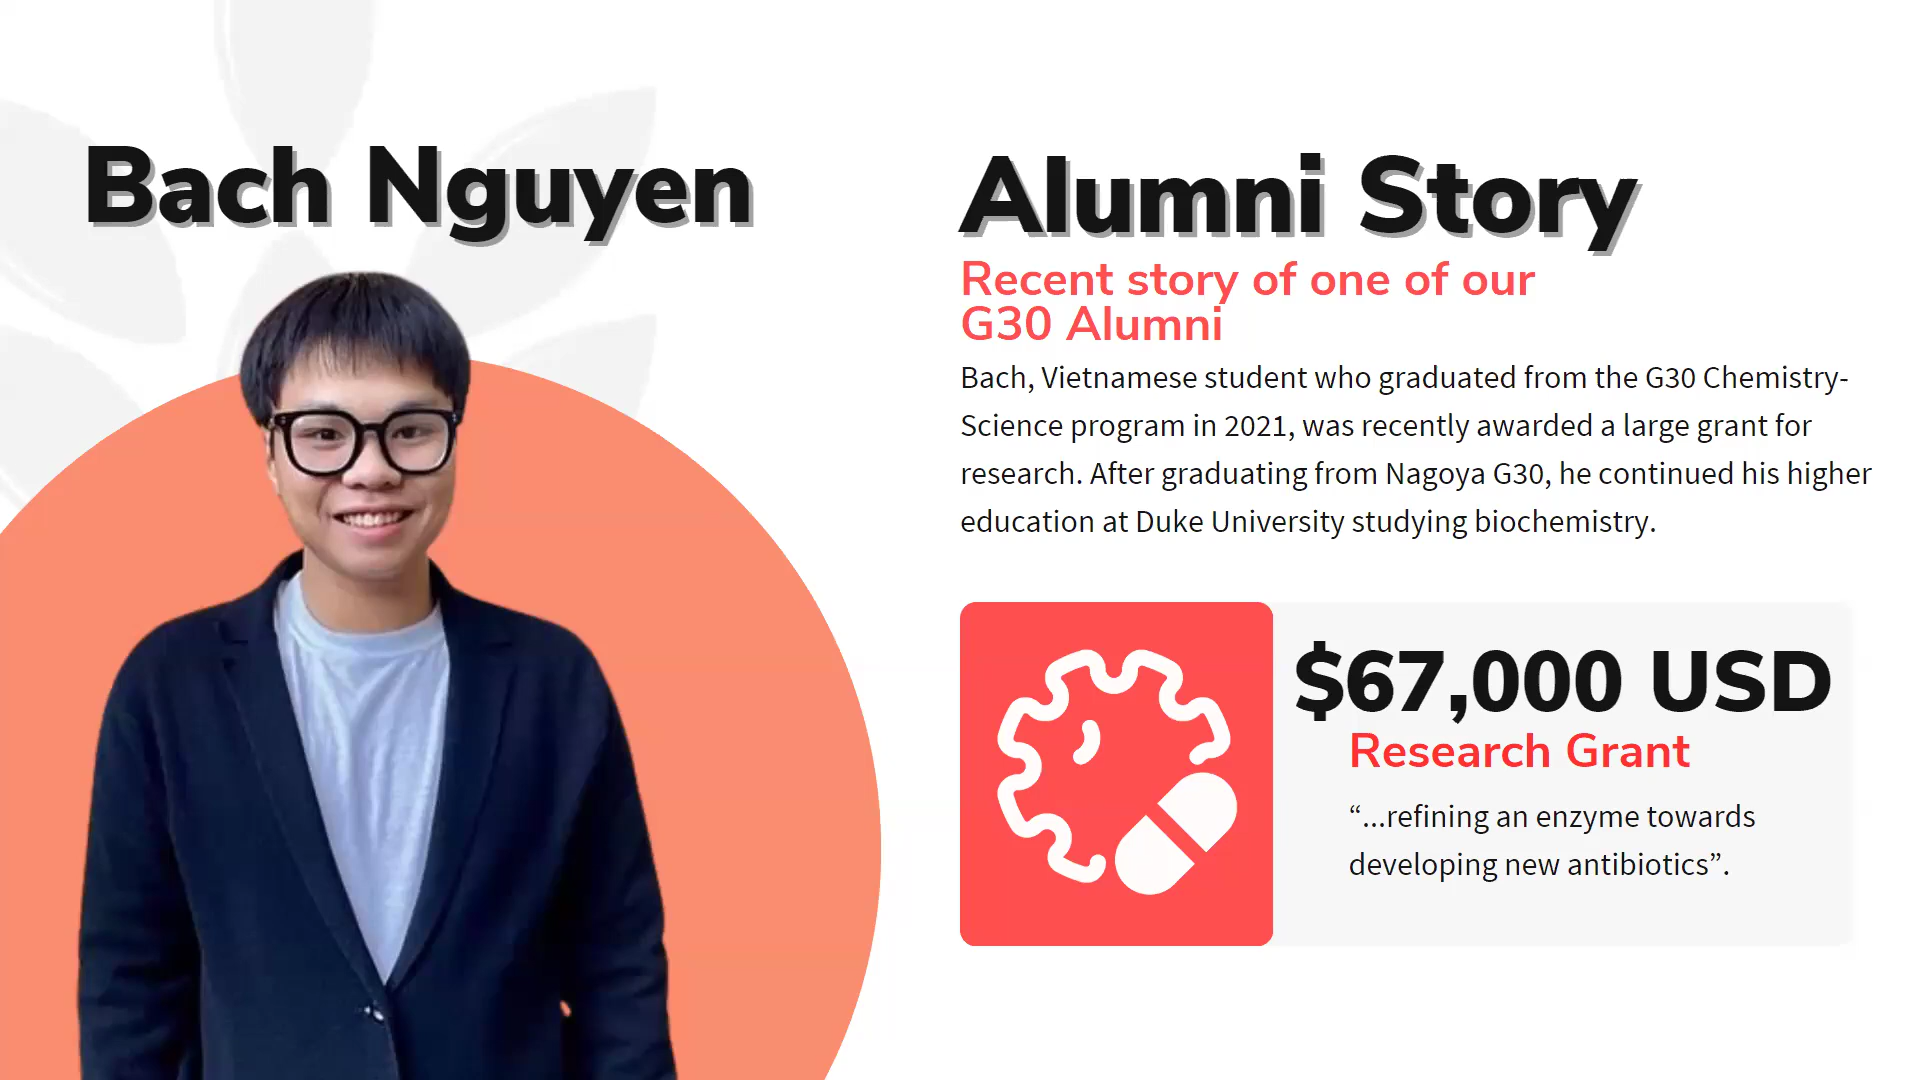 Bach Nguyen
Alumni Story
Recent story of one of our
G30 Alumni
Bach, Vietnamese student who graduated from the G30 Chemistry-
Science program in 2021, was recently awarded a large grant for
research. After graduating from Nagoya G30, he continued his higher
education at Duke University studying biochemistry.
$67,000 USD
Research Grant
“...refining an enzyme towards
developing new antibiotics”.